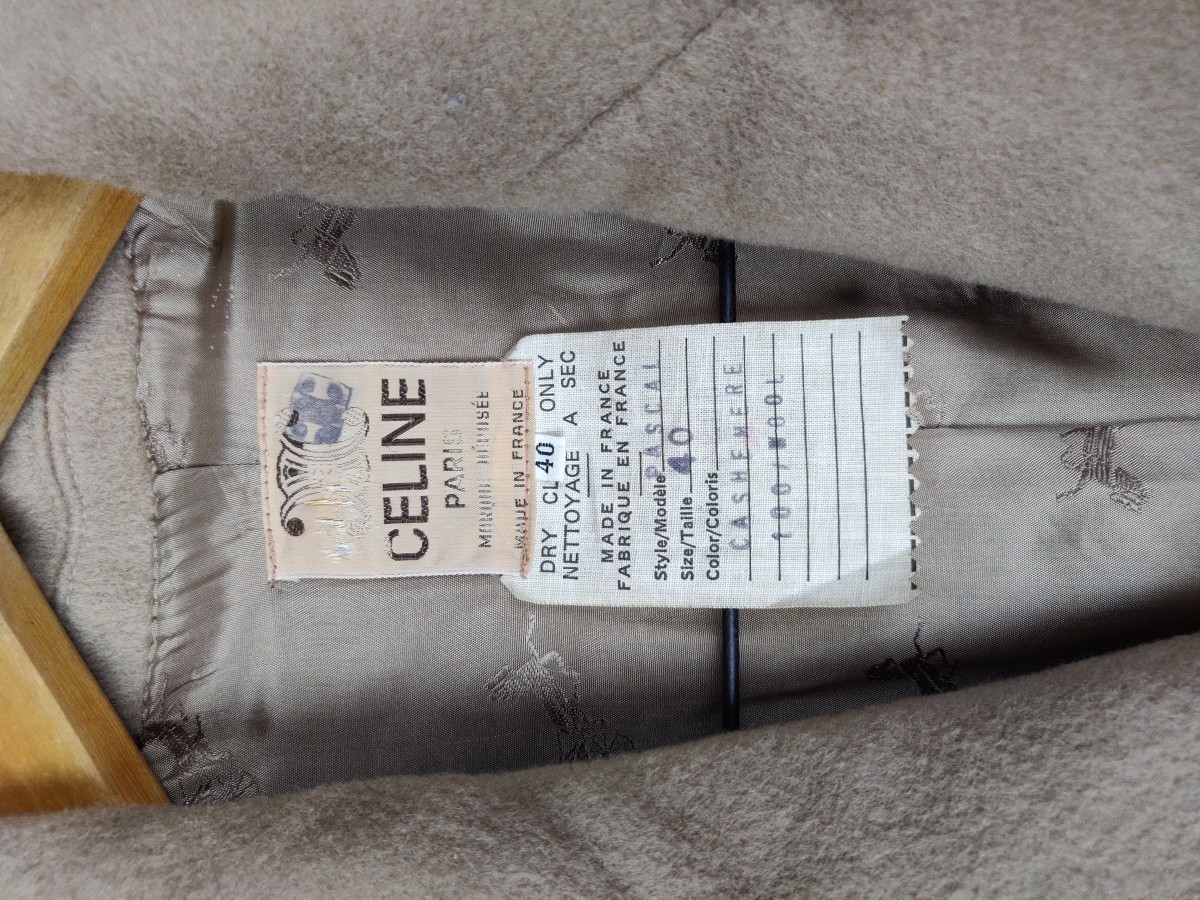 CELINE
PARIS
MARQUE DÉPOSÉE
MADE IN FRANCE
40
DRY CL ONLY
NETTOYAGE A SEC
MADE IN FRANCE
FABRIQUE EN FRANCE
Style/Modèle PASCAL
Size/Taille 40
Color/Coloris
CASHEMERE
100/WOOL